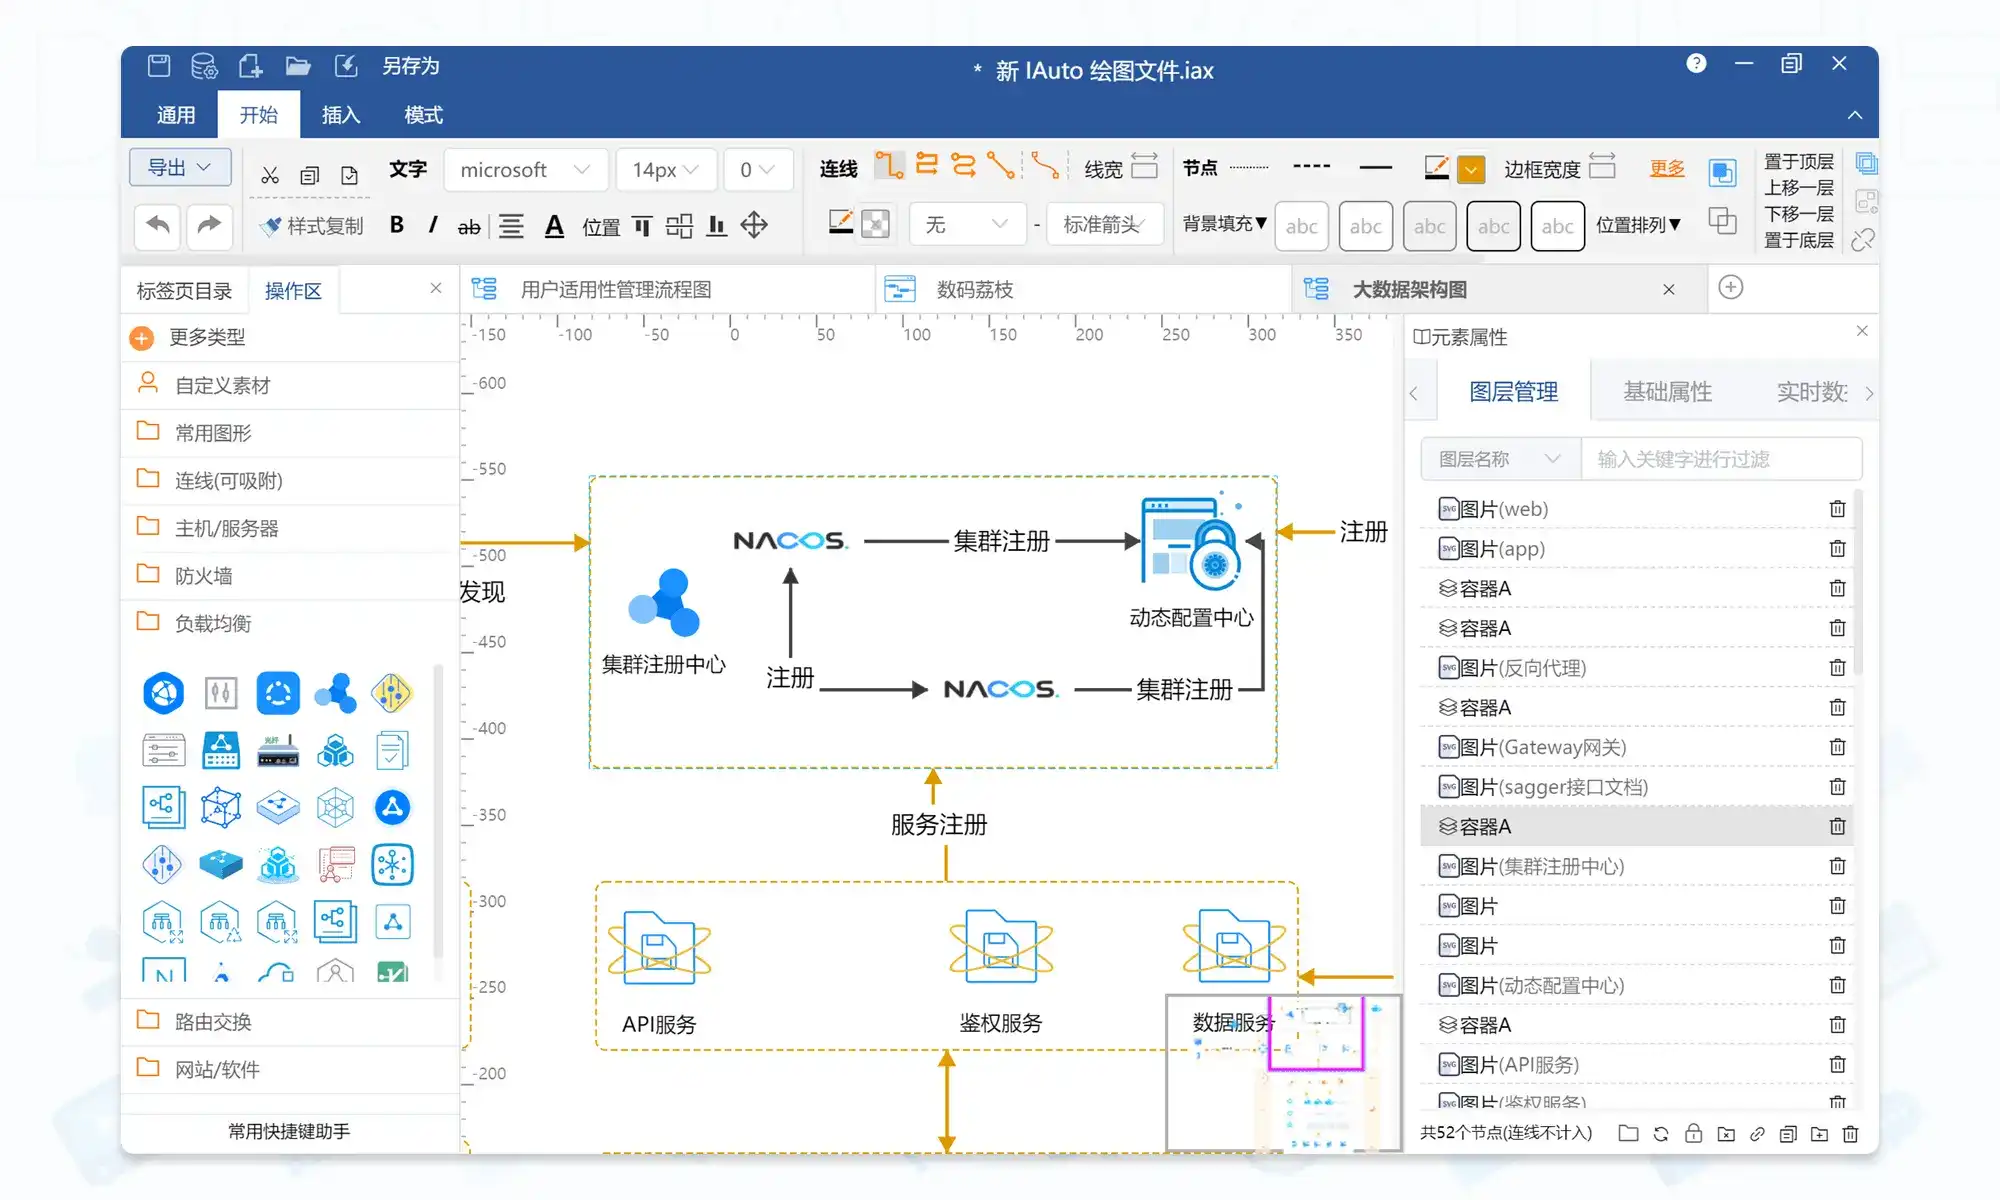 另存为
* 新 IAuto 绘图文件.iax
通用 开始 插入 模式
导出
文字 microsoft 14px 0
连线 线宽
节点 边框宽度 更多
置于顶层
上移一层
下移一层
置于底层
样式复制 B I ab A 位置
无 - 标准箭头
背景填充▼ abc abc abc abc abc 位置排列▼
标签页目录 操作区
用户适用性管理流程图
数码荔枝
大数据架构图
更多类型
自定义素材
常用图形
连线(可吸附)
主机/服务器
防火墙
负载均衡
路由交换
网站/软件
常用快捷键助手
-150 -100 -50 0 50 100 150 200 250 300 350
-600
-550
-500
-450
-400
-350
-300
-250
-200
发现
NACOS. 集群注册
动态配置中心
注册
集群注册中心
注册
NACOS. 集群注册
服务注册
API服务
鉴权服务
数据服务
元素属性
图层管理 基础属性 实时数
图层名称 输入关键字进行过滤
图片(web)
图片(app)
容器A
容器A
图片(反向代理)
容器A
图片(Gateway网关)
图片(sagger接口文档)
容器A
图片(集群注册中心)
图片
图片
图片(动态配置中心)
容器A
图片(API服务)
图片(鉴权服务)
共52个节点(连线不计入)